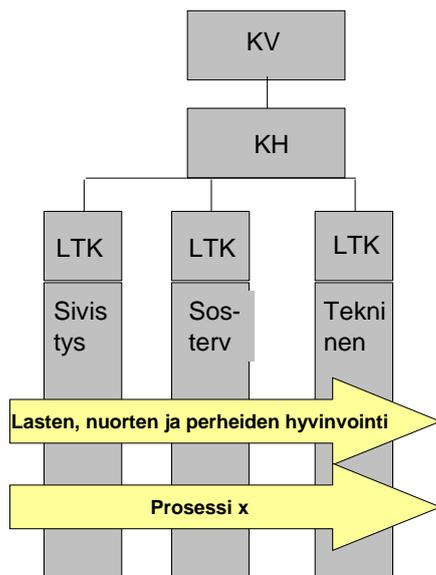 KV
KH
LTK
LTK
LTK
Sivis
tys
Sos-
terv
Tekni
nen
Lasten, nuorten ja perheiden hyvinvointi
Prosessi x